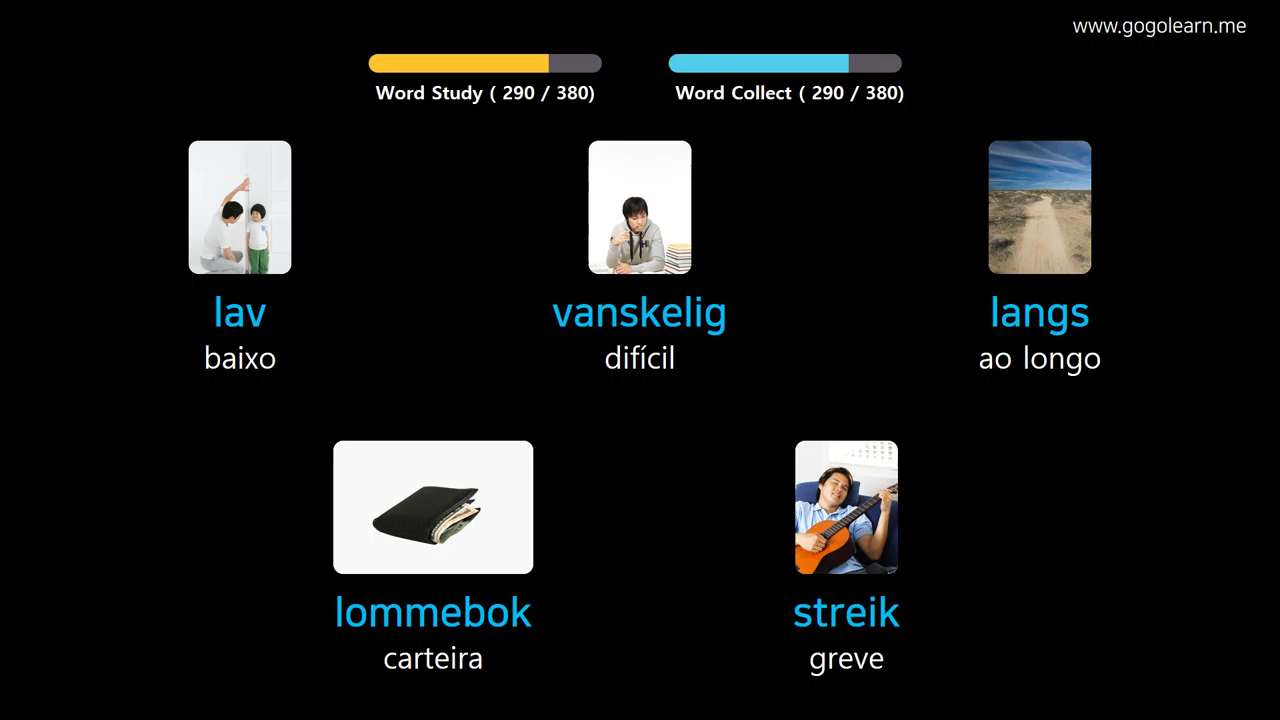 www.gogolearn.me
Word Study ( 290 / 380)
Word Collect ( 290 / 380)
lav
baixo
vanskelig
difícil
langs
ao longo
lommebok
carteira
streik
greve